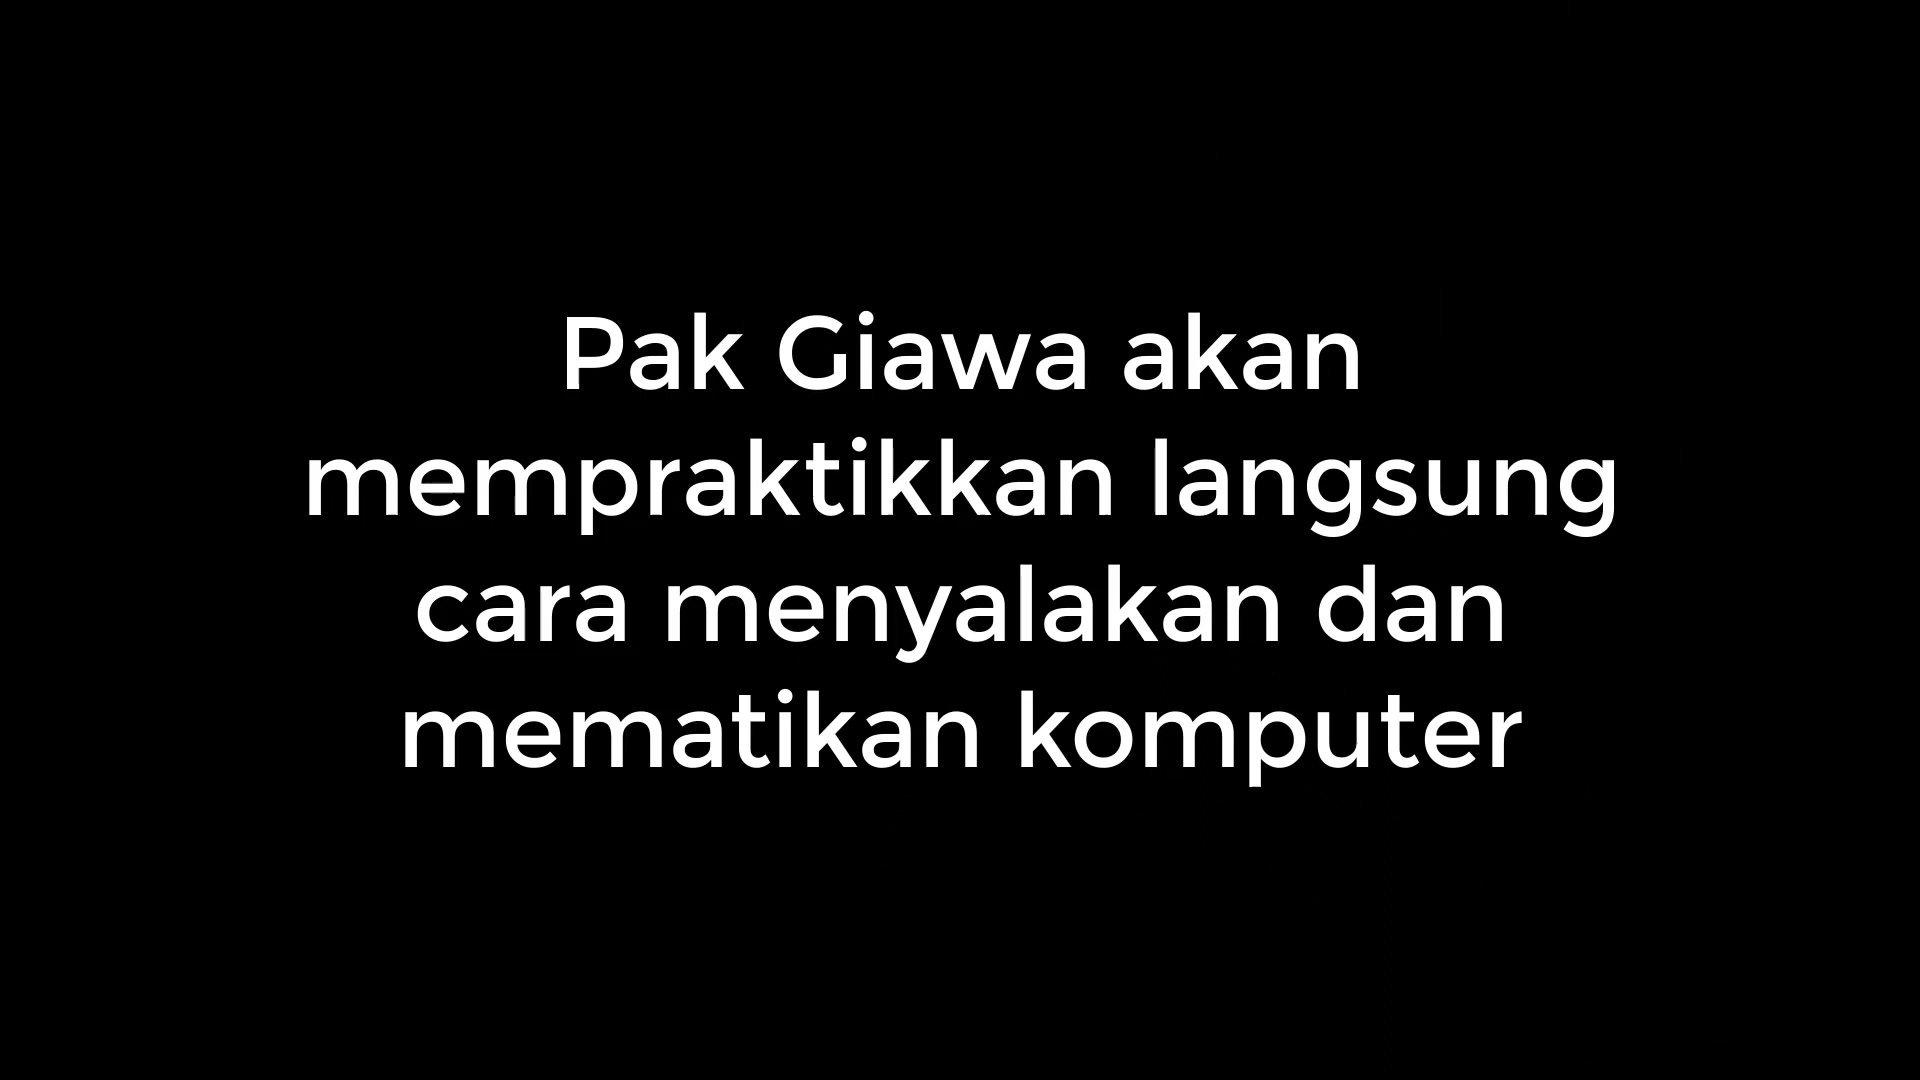 Pak Giawa akan
mempraktikkan langsung
cara menyalakan dan
mematikan komputer